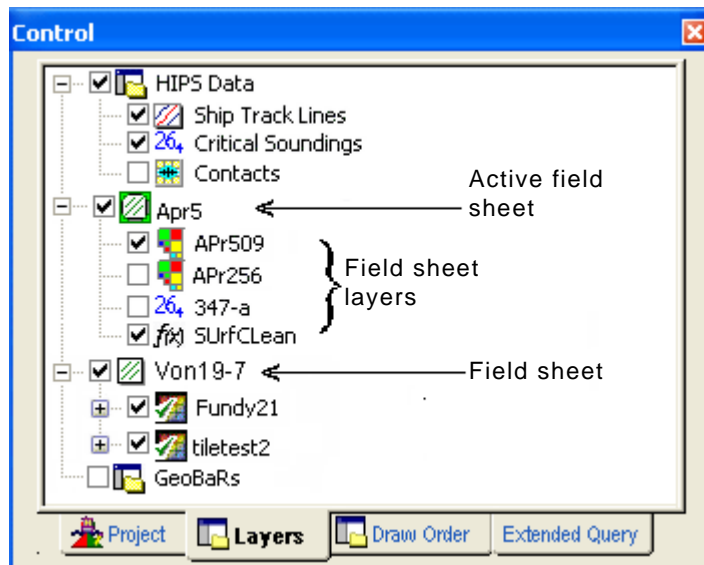 Control
HIPS Data
Ship Track Lines
26₄ Critical Soundings
Contacts
Active field
sheet
Apr5
APr509
APr256
Field sheet
layers
26₄ 347-a
f(x) SUrfCLean
Von19-7
Field sheet
Fundy21
tiletest2
GeoBaRs
Project
Layers
Draw Order
Extended Query